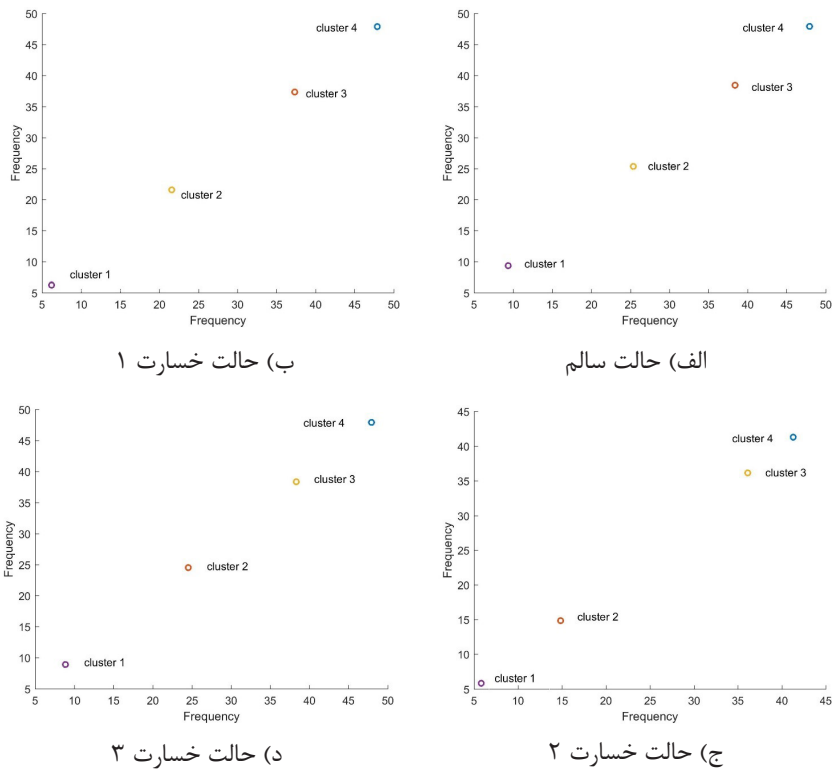 50
45
40
35
30
25
20
15
10
5
Frequency
cluster 4
cluster 3
cluster 2
cluster 1
5 10 15 20 25 30 35 40 45 50
Frequency
الف) حالت سالم
50
45
40
35
30
25
20
15
10
5
Frequency
cluster 4
cluster 3
cluster 2
cluster 1
5 10 15 20 25 30 35 40 45 50
Frequency
ب) حالت خسارت ۱
45
40
35
30
25
20
15
10
5
Frequency
cluster 4
cluster 3
cluster 2
cluster 1
5 10 15 20 25 30 35 40 45
Frequency
ج) حالت خسارت ۲
50
45
40
35
30
25
20
15
10
5
Frequency
cluster 4
cluster 3
cluster 2
cluster 1
5 10 15 20 25 30 35 40 45 50
Frequency
د) حالت خسارت ۳